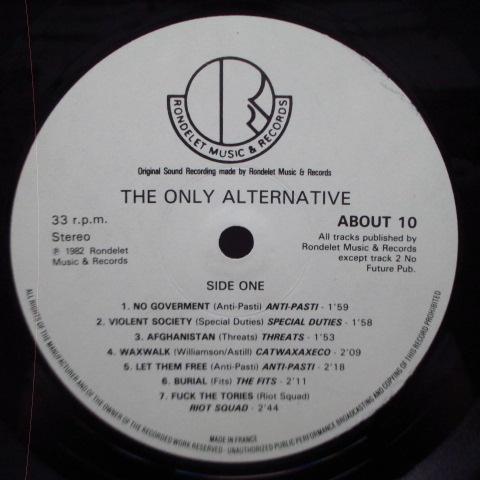 RONDELET MUSIC & RECORDS
Original Sound Recording made by Rondelet Music & Records
THE ONLY ALTERNATIVE
33 r.p.m.
Stereo
℗ 1982 Rondelet
Music & Records
ABOUT 10
All tracks published by
Rondelet Music & Records
except track 2 No
Future Pub.
SIDE ONE
1. NO GOVERMENT (Anti-Pasti) ANTI-PASTI · 1'59
2. VIOLENT SOCIETY (Special Duties) SPECIAL DUTIES · 1'58
3. AFGHANISTAN (Threats) THREATS · 1'53
4. WAXWALK (Williamson/Astill) CATWAXAXECO · 2'09
5. LET THEM FREE (Anti-Pasti) ANTI-PASTI · 2'18
6. BURIAL (Fits) THE FITS · 2'11
7. FUCK THE TORIES (Riot Squad)
RIOT SQUAD · 2'44
MADE IN FRANCE
ALL RIGHTS OF THE MANUFACTURER AND OF THE OWNER OF THE RECORDED WORK RESERVED - UNAUTHORIZED PUBLIC PERFORMANCE BROADCASTING AND COPYING OF THIS RECORD PROHIBITED